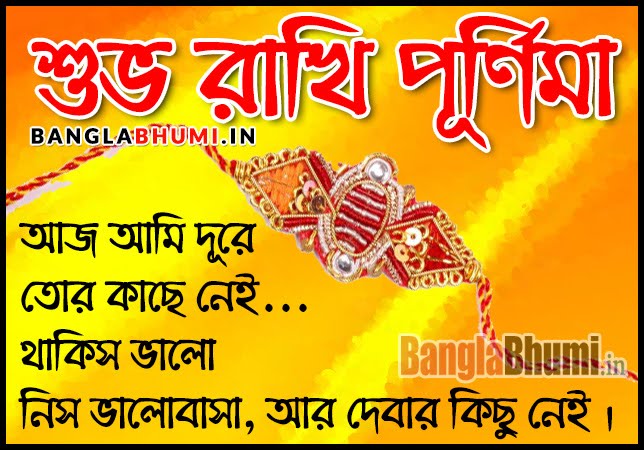 শুভ রাখি পূর্ণিমা
BANGLABHUMI.IN
আজ আমি দূরে
তোর কাছে নেই...
থাকিস ভালো
BanglaBhumi.in
নিস ভালোবাসা, আর দেবার কিছু নেই।